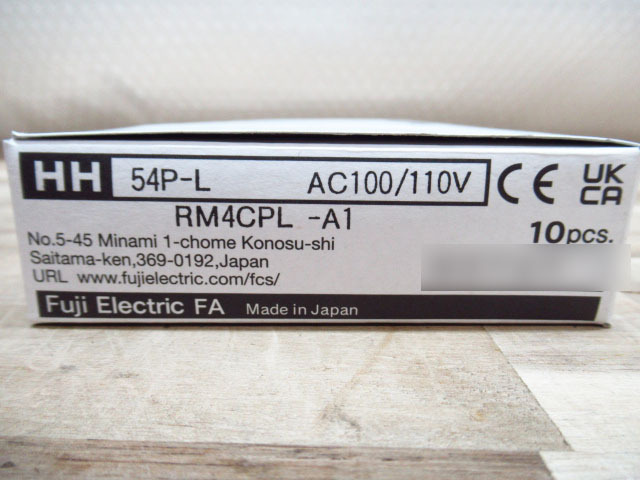 HH 54P-L AC100/110V CE UK CA
RM4CPL -A1
10pcs.
No.5-45 Minami 1-chome Konosu-shi
Saitama-ken,369-0192,Japan
URL www.fujielectric.com/fcs/
Fuji Electric FA Made in Japan